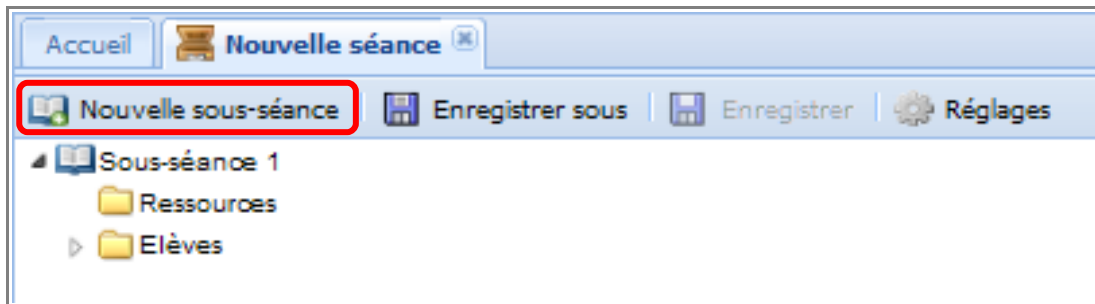 Accueil Nouvelle séance
Nouvelle sous-séance Enregistrer sous Enregistrer Réglages
Sous-séance 1
Ressources
Elèves